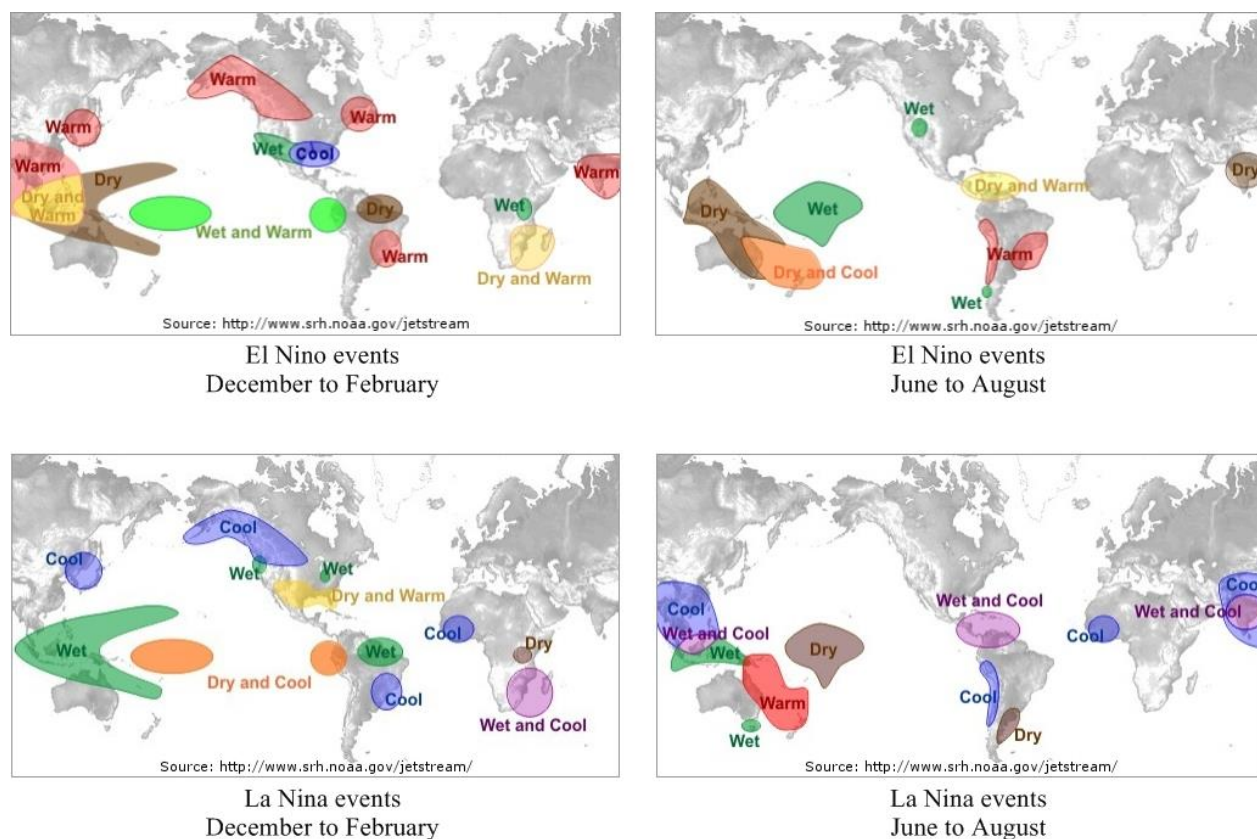 Warm
Warm
Warm
Wet
Cool
Warm
Dry
Warm
Dry and
Warm
Wet
Dry
Wet and Warm
Warm
Dry and Warm
Source: http://www.srh.noaa.gov/jetstream
El Nino events
December to February
Wet
Dry
Dry and Warm
Dry
Wet
Warm
Dry and Cool
Wet
Source: http://www.srh.noaa.gov/jetstream/
El Nino events
June to August
Cool
Cool
Wet
Wet
Dry and Warm
Cool
Wet
Wet
Dry
Dry and Cool
Cool
Wet and Cool
Source: http://www.srh.noaa.gov/jetstream/
La Nina events
December to February
Cool
Cool
Wet and Cool
Wet and Cool
Cool
Wet and Cool
Wet
Dry
Warm
Cool
Wet
Dry
Source: http://www.srh.noaa.gov/jetstream/
La Nina events
June to August